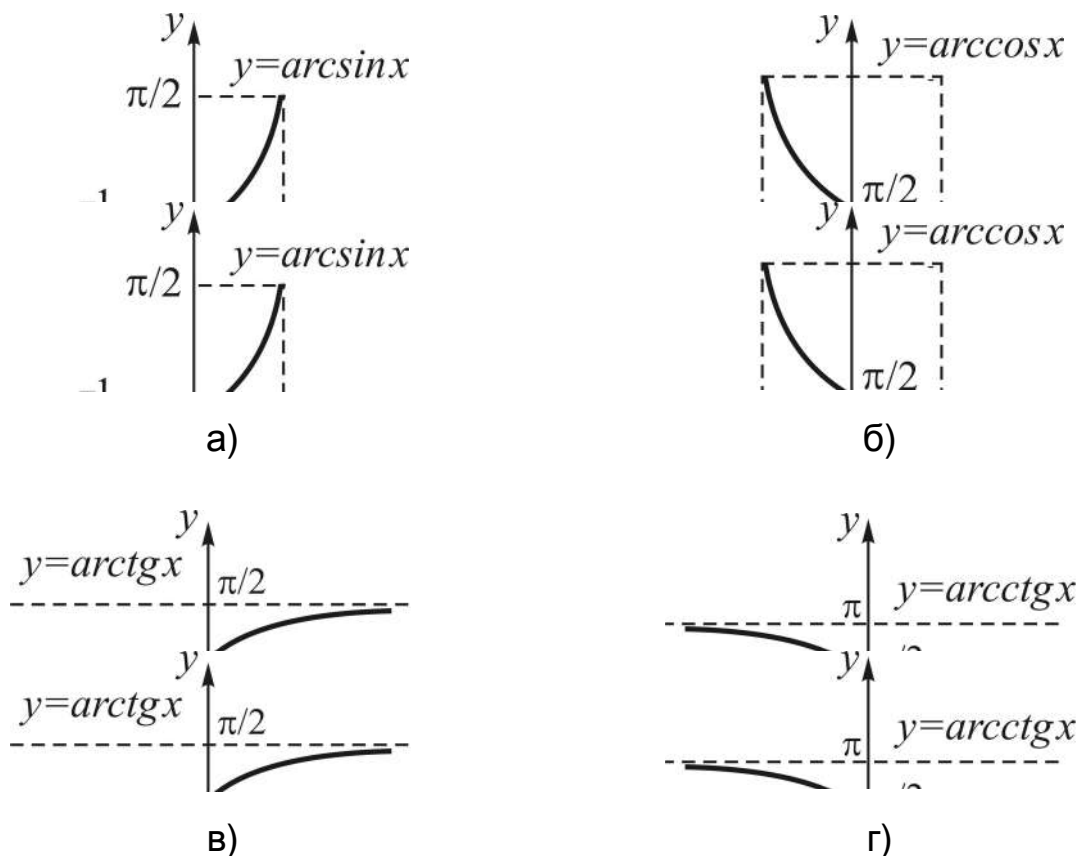 y
y
y=arcsinx
y=arccosx
π/2
π/2
y
y
y=arcsinx
y=arccosx
π/2
π/2
а)
б)
y
y
y=arctgx
π/2
π
y=arcctgx
y
y
y=arctgx
π/2
π
y=arcctgx
в)
г)